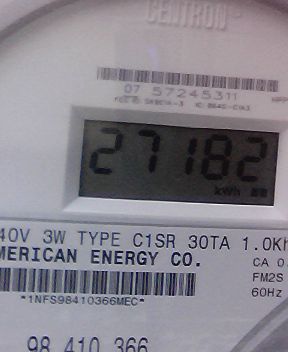 CENTRON
07 57245311
27182
kWh
40V 3W TYPE C1SR 30TA 1.0Kh
MERICAN ENERGY CO.
CA 0.
FM2S
60Hz
*1NFS98410366MEC*
98 410 366